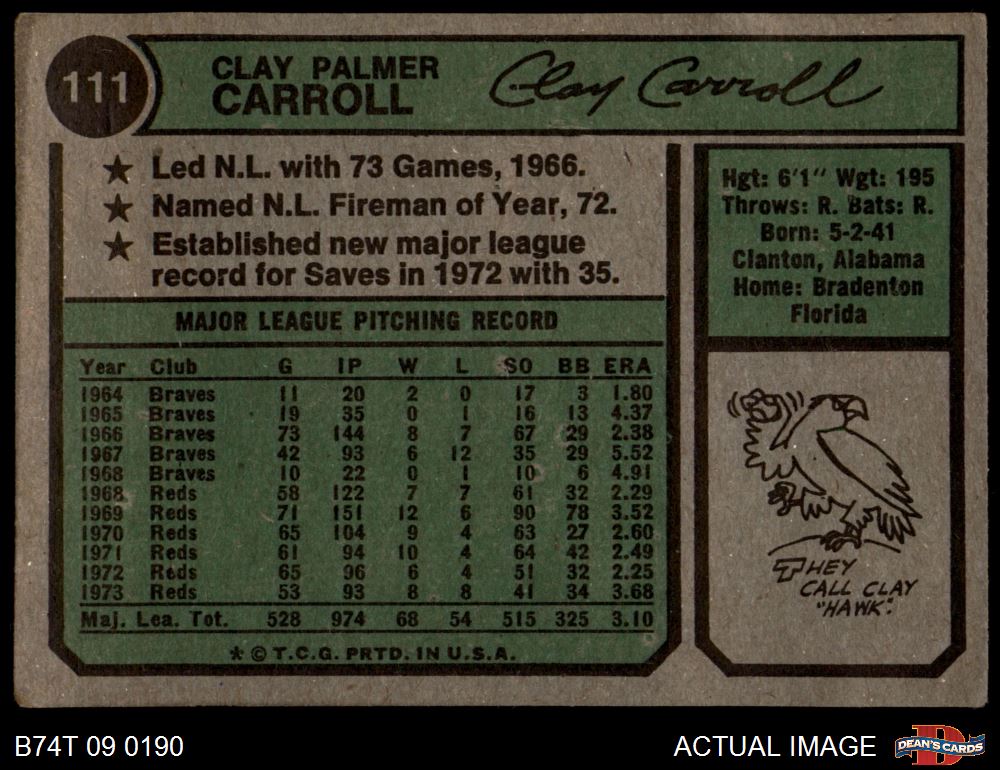 111
CLAY PALMER
CARROLL
Clay Carroll
★ Led N.L. with 73 Games, 1966.
★ Named N.L. Fireman of Year, 72.
★ Established new major league
record for Saves in 1972 with 35.
Hgt: 6'1" Wgt: 195
Throws: R. Bats: R.
Born: 5-2-41
Clanton, Alabama
Home: Bradenton
Florida
MAJOR LEAGUE PITCHING RECORD
Year Club G IP W L SO BB ERA
1964 Braves 11 20 2 0 17 3 1.80
1965 Braves 19 35 0 1 16 13 4.37
1966 Braves 73 144 8 7 67 29 2.38
1967 Braves 42 93 6 12 35 29 5.52
1968 Braves 10 22 0 1 10 6 4.91
1968 Reds 58 122 7 7 61 32 2.29
1969 Reds 71 151 12 6 90 78 3.52
1970 Reds 65 104 9 4 63 27 2.60
1971 Reds 61 94 10 4 64 42 2.49
1972 Reds 65 96 6 4 51 32 2.25
1973 Reds 53 93 8 8 41 34 3.68
Maj. Lea. Tot. 528 974 68 54 515 325 3.10
* © T.C.G. PRTD. IN U.S.A.
THEY
CALL CLAY
"HAWK".
B74T 09 0190
ACTUAL IMAGE
DEAN'S CARDS